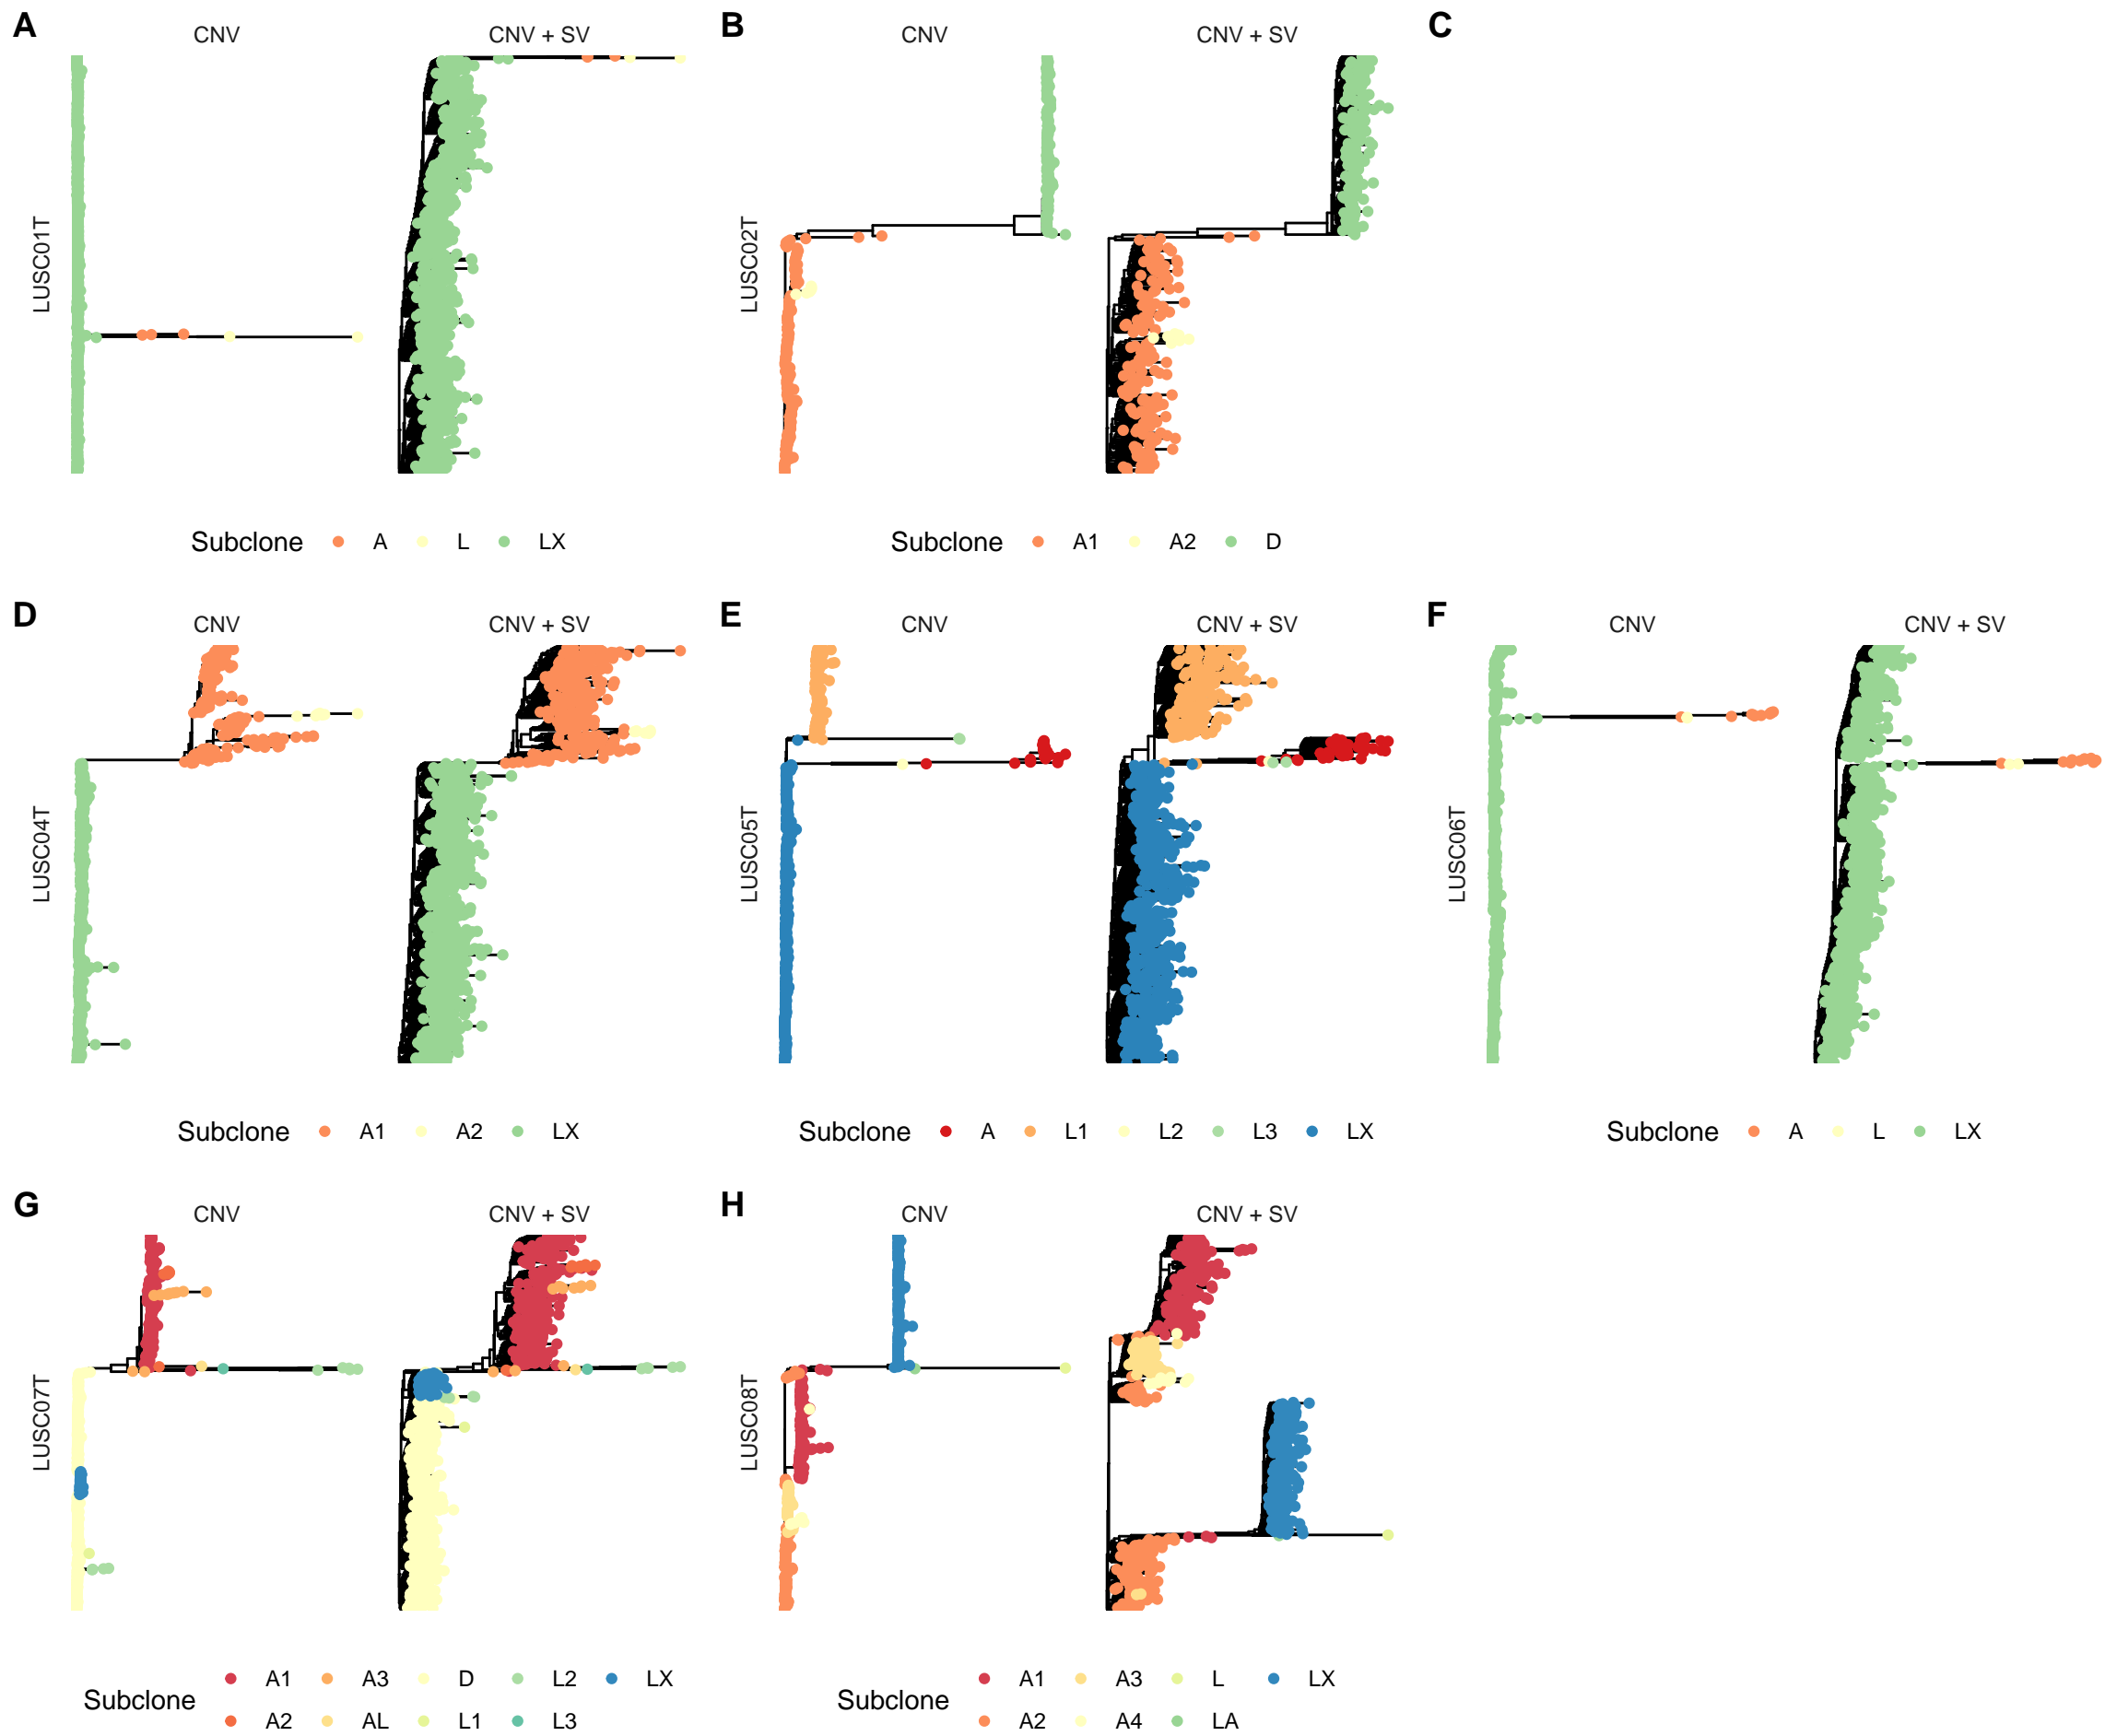 A
CNV
CNV + SV
LUSC01T
Subclone A L LX
B
CNV
CNV + SV
LUSC02T
Subclone A1 A2 D
C
D
CNV
CNV + SV
LUSC04T
Subclone A1 A2 LX
E
CNV
CNV + SV
LUSC05T
Subclone A L1 L2 L3 LX
F
CNV
CNV + SV
LUSC06T
Subclone A L LX
G
CNV
CNV + SV
LUSC07T
Subclone
A1 A3 D L2 LX
A2 AL L1 L3
H
CNV
CNV + SV
LUSC08T
Subclone
A1 A3 L LX
A2 A4 LA